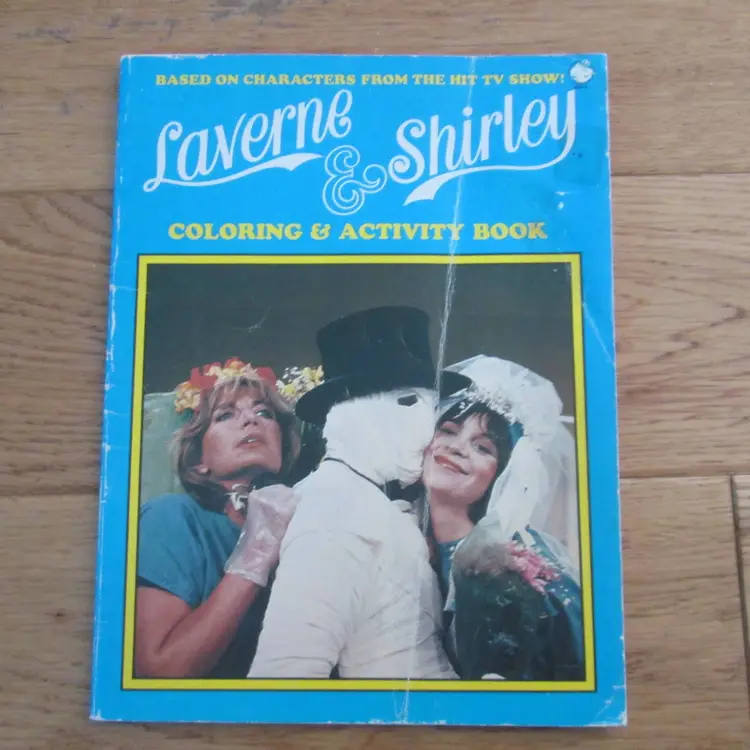 BASED ON CHARACTERS FROM THE HIT TV SHOW!
Laverne
& Shirley
COLORING & ACTIVITY BOOK